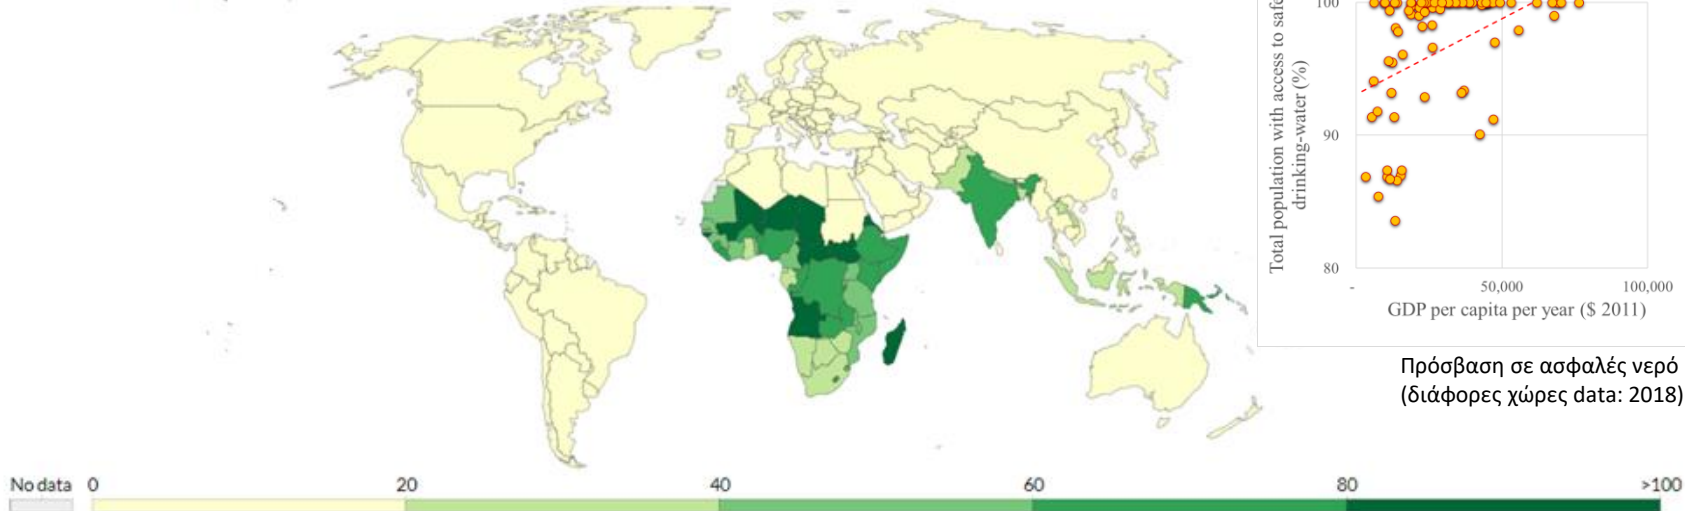 Total population with access to safe
drinking-water (%)
100
90
80
-
50,000
100,000
GDP per capita per year ($ 2011)
Πρόσβαση σε ασφαλές νερό
(διάφορες χώρες data: 2018)
No data
0
20
40
60
80
>100